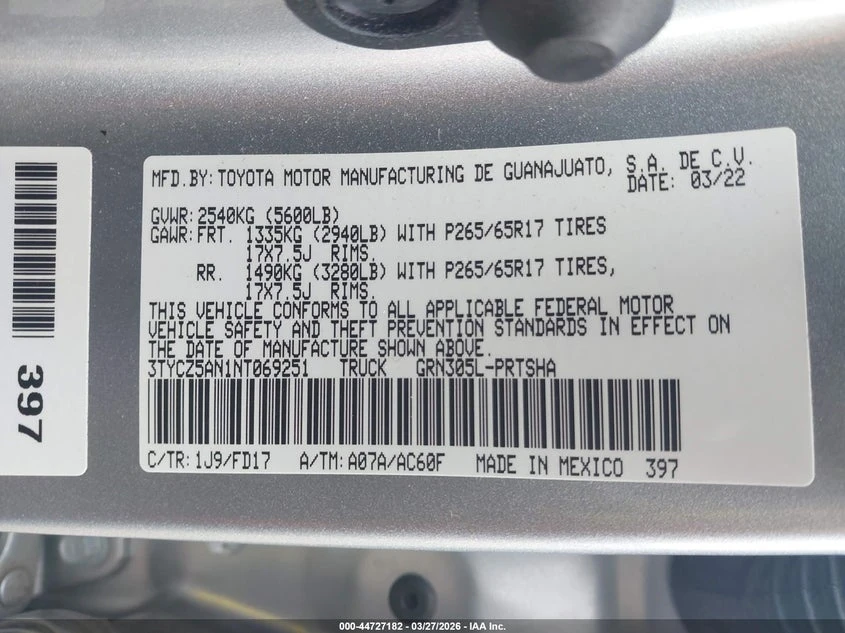 MFD.BY: TOYOTA MOTOR MANUFACTURING DE GUANAJUATO, S.A. DE C.V.
DATE: 03/22
GVWR: 2540KG (5600LB)
GAWR: FRT. 1335KG (2940LB) WITH P265/65R17 TIRES
17X7.5J RIMS.
RR. 1490KG (3280LB) WITH P265/65R17 TIRES,
17X7.5J RIMS.
THIS VEHICLE CONFORMS TO ALL APPLICABLE FEDERAL MOTOR
VEHICLE SAFETY AND THEFT PREVENTION STANDARDS IN EFFECT ON
THE DATE OF MANUFACTURE SHOWN ABOVE.
3TYCZ5AN1NT069251 TRUCK GRN305L-PRTSHA
C/TR: 1J9/FD17 A/TM: A07A/AC60F MADE IN MEXICO 397
397
000-44727182 - 03/27/2026 - IAA Inc.